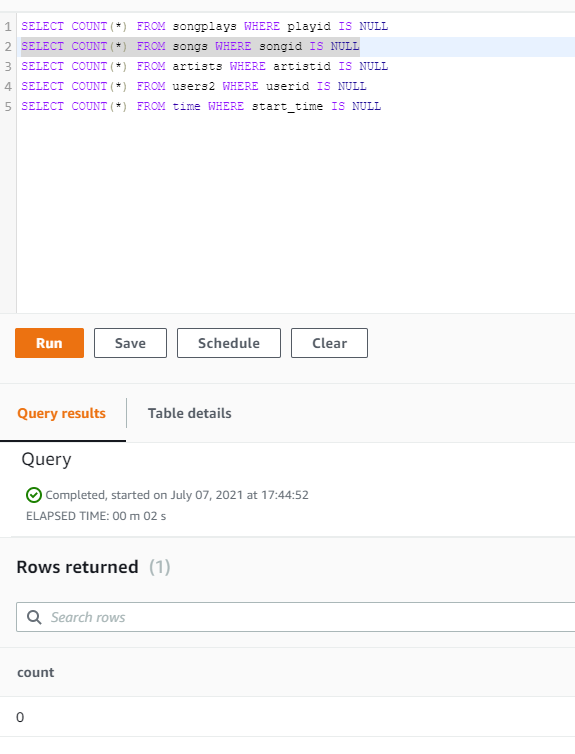 1 SELECT COUNT(*) FROM songplays WHERE playid IS NULL
2 SELECT COUNT(*) FROM songs WHERE songid IS NULL
3 SELECT COUNT(*) FROM artists WHERE artistid IS NULL
4 SELECT COUNT(*) FROM users2 WHERE userid IS NULL
5 SELECT COUNT(*) FROM time WHERE start_time IS NULL
Run Save Schedule Clear
Query results Table details
Query
Completed, started on July 07, 2021 at 17:44:52
ELAPSED TIME: 00 m 02 s
Rows returned (1)
Search rows
count
0